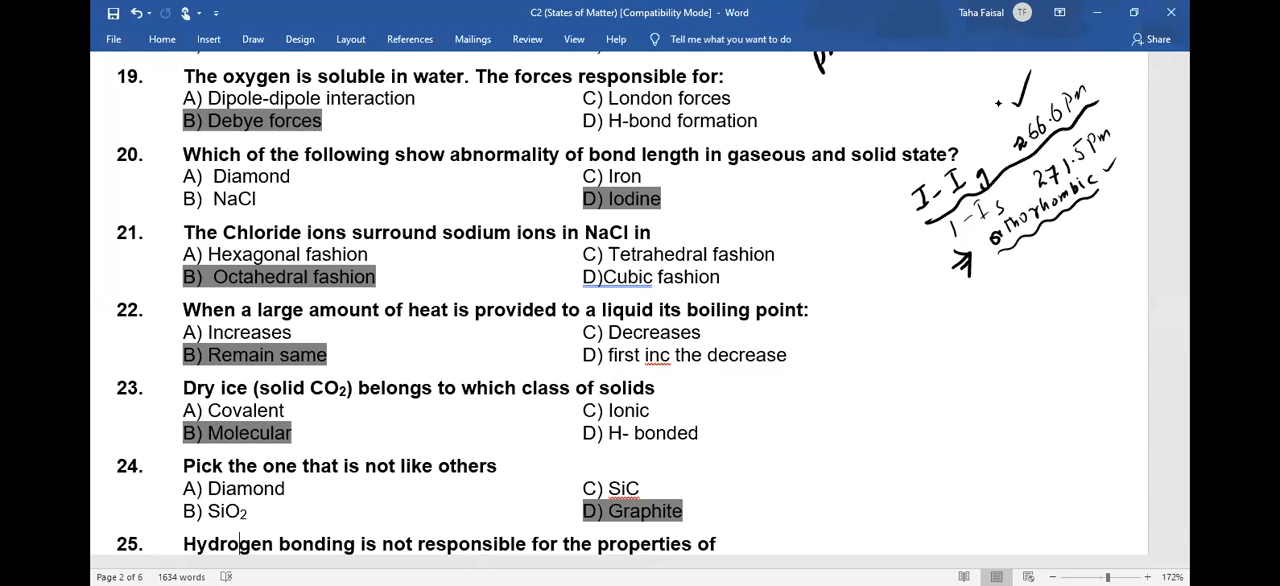 C2 (States of Matter) [Compatibility Mode] - Word
Taha Faisal TF
File Home Insert Draw Design Layout References Mailings Review View Help Tell me what you want to do Share
19. The oxygen is soluble in water. The forces responsible for:
A) Dipole-dipole interaction C) London forces
B) Debye forces D) H-bond formation
20. Which of the following show abnormality of bond length in gaseous and solid state?
A) Diamond C) Iron
B) NaCl D) Iodine
21. The Chloride ions surround sodium ions in NaCl in
A) Hexagonal fashion C) Tetrahedral fashion
B) Octahedral fashion D)Cubic fashion
22. When a large amount of heat is provided to a liquid its boiling point:
A) Increases C) Decreases
B) Remain same D) first inc the decrease
23. Dry ice (solid CO2) belongs to which class of solids
A) Covalent C) Ionic
B) Molecular D) H- bonded
24. Pick the one that is not like others
A) Diamond C) SiC
B) SiO2 D) Graphite
25. Hydrogen bonding is not responsible for the properties of
I-I g 266.6 Pm
I-I s 271.5 Pm
orthorhombic
Page 2 of 6 1634 words 172%